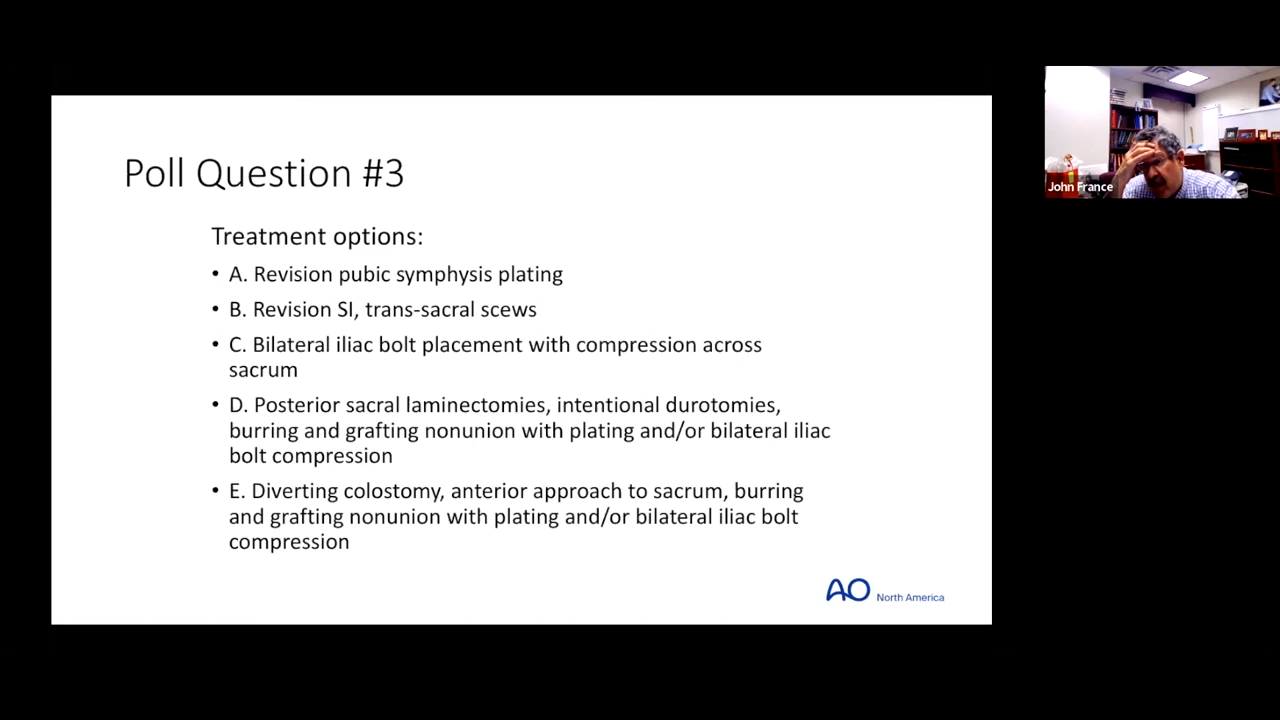 Poll Question #3
Treatment options:
• A. Revision pubic symphysis plating
• B. Revision SI, trans-sacral scews
• C. Bilateral iliac bolt placement with compression across
sacrum
• D. Posterior sacral laminectomies, intentional durotomies,
burring and grafting nonunion with plating and/or bilateral iliac
bolt compression
• E. Diverting colostomy, anterior approach to sacrum, burring
and grafting nonunion with plating and/or bilateral iliac bolt
compression
AO North America
John France